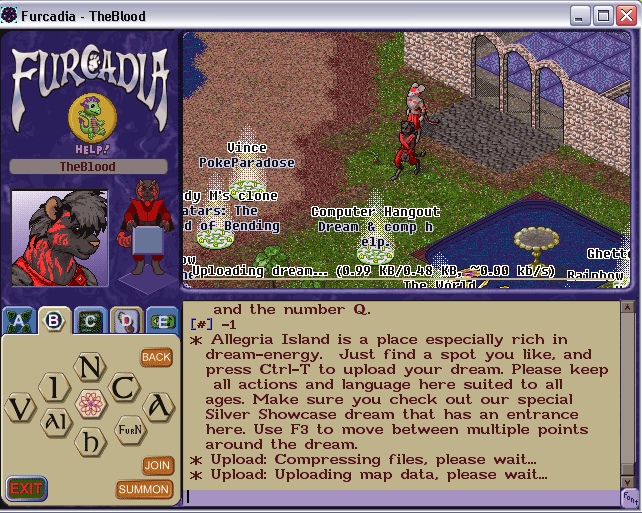 Furcadia - TheBlood
FURCADIA
HELP!
TheBlood
Vince
PokeParadose
dy N's clone
atars: The
d of Bending
Computer Hangout
Dream & comp h
elp.
Ghett
Uploading dream... (0.99 KB/0.48 KB, ~0.00 kb/s)
Rainbow
The World
A
B
C
D
E
BACK
N
I
C
V
A
AI
h
FurN
JOIN
EXIT
SUMMON
and the number Q.
[#] -1
* Allegria Island is a place especially rich in
dream-energy. Just find a spot you like, and
press Ctrl-T to upload your dream. Please keep
all actions and language here suited to all
ages. Make sure you check out our special
Silver Showcase dream that has an entrance
here. Use F3 to move between multiple points
around the dream.
* Upload: Compressing files, please wait...
* Upload: Uploading map data, please wait...
font